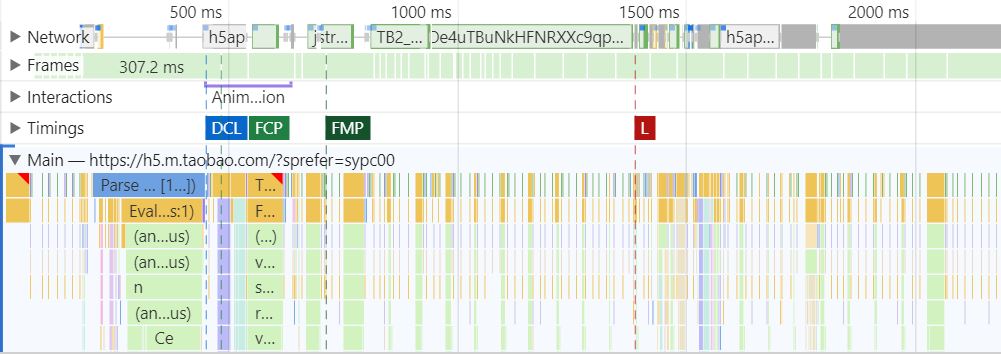 500 ms 1000 ms 1500 ms 2000 ms
Network h5ap jstr... TB2_... De4uTBuNkHFNRXXc9qp... h5ap...
Frames 307.2 ms
Interactions Anim...ion
Timings DCL FCP FMP L
Main — https://h5.m.taobao.com/?sprefer=sypc00
Parse ... [1...]) T...
Eval...s:1) F...
(an...us) (...)
(an...us) v...
n s...
(an...us) r...
Ce v...